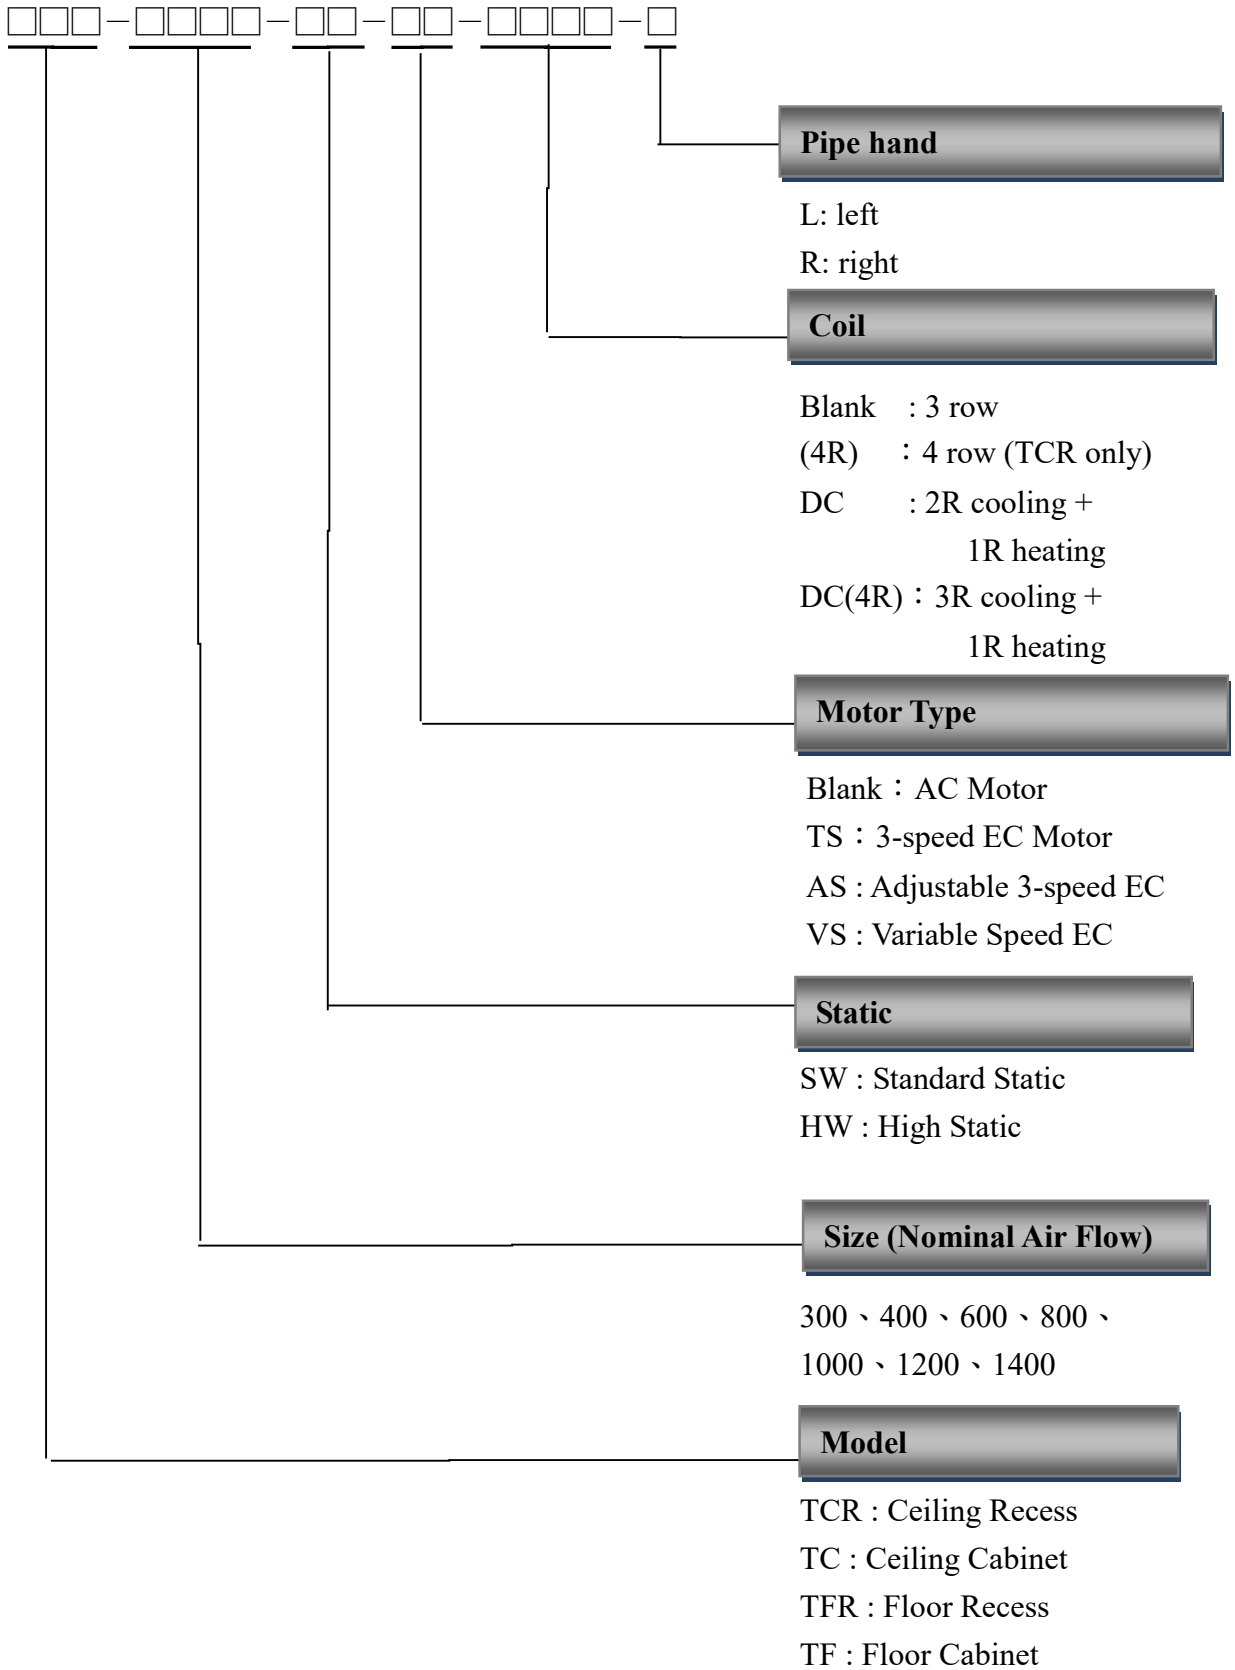 □□□－□□□□－□□－□□－□□□□－□
Pipe hand
L: left
R: right
Coil
Blank : 3 row
(4R) ：4 row (TCR only)
DC : 2R cooling +
1R heating
DC(4R)：3R cooling +
1R heating
Motor Type
Blank：AC Motor
TS：3-speed EC Motor
AS : Adjustable 3-speed EC
VS : Variable Speed EC
Static
SW : Standard Static
HW : High Static
Size (Nominal Air Flow)
300、400、600、800、
1000、1200、1400
Model
TCR : Ceiling Recess
TC : Ceiling Cabinet
TFR : Floor Recess
TF : Floor Cabinet